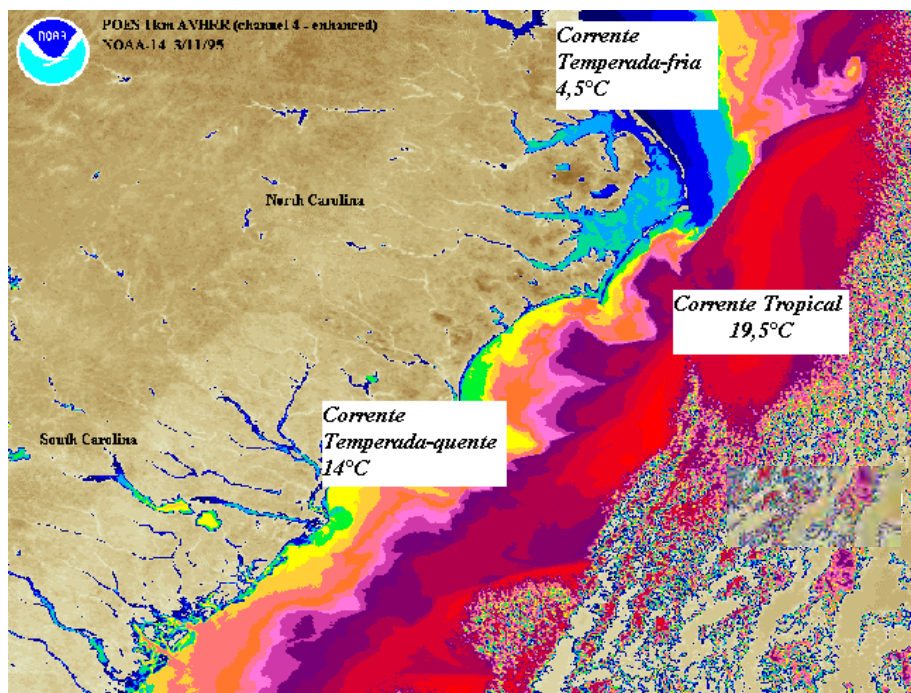 POES 1km AVHRR (channel 4 - enhanced)
NOAA-14 3/11/95
NOAA
Corrente
Temperada-fria
4,5°C
North Carolina
Corrente Tropical
19,5°C
Corrente
Temperada-quente
14°C
South Carolina